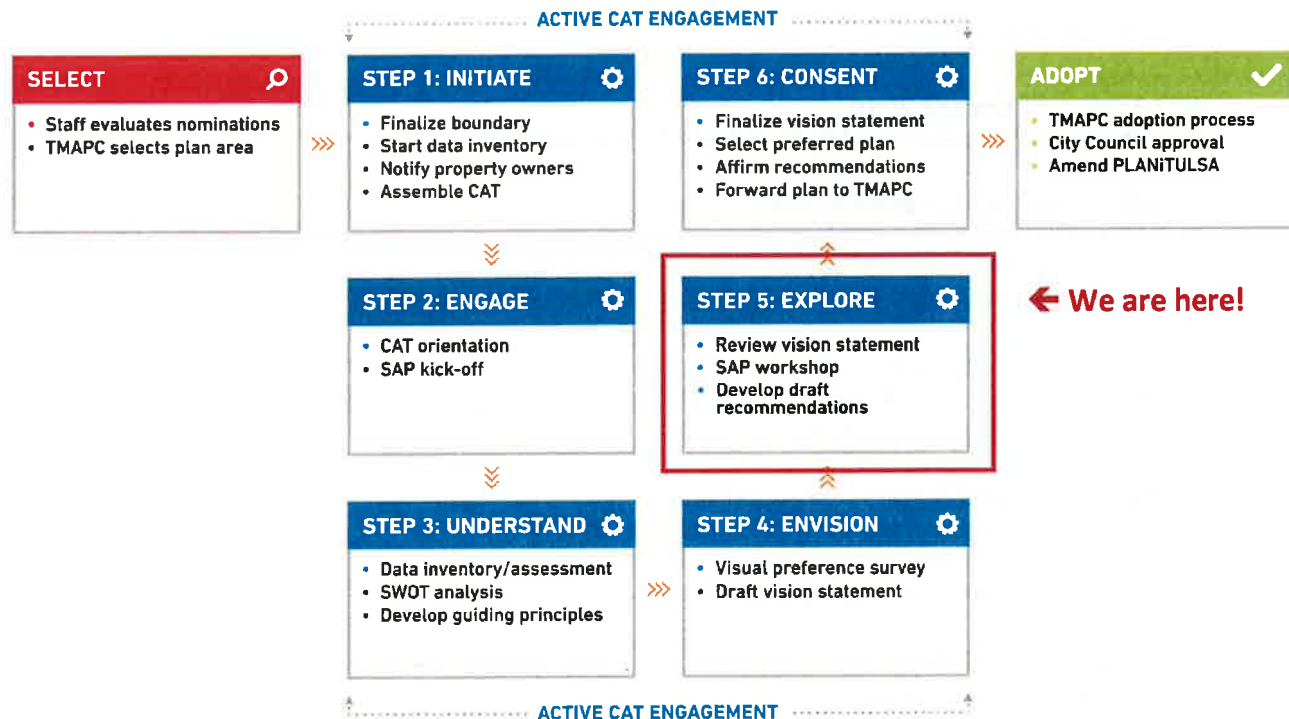 ACTIVE CAT ENGAGEMENT
SELECT
• Staff evaluates nominations
• TMAPC selects plan area
STEP 1: INITIATE
• Finalize boundary
• Start data inventory
• Notify property owners
• Assemble CAT
STEP 6: CONSENT
• Finalize vision statement
• Select preferred plan
• Affirm recommendations
• Forward plan to TMAPC
ADOPT
• TMAPC adoption process
• City Council approval
• Amend PLANiTULSA
STEP 2: ENGAGE
• CAT orientation
• SAP kick-off
STEP 5: EXPLORE
• Review vision statement
• SAP workshop
• Develop draft
recommendations
We are here!
STEP 3: UNDERSTAND
• Data inventory/assessment
• SWOT analysis
• Develop guiding principles
STEP 4: ENVISION
• Visual preference survey
• Draft vision statement
ACTIVE CAT ENGAGEMENT